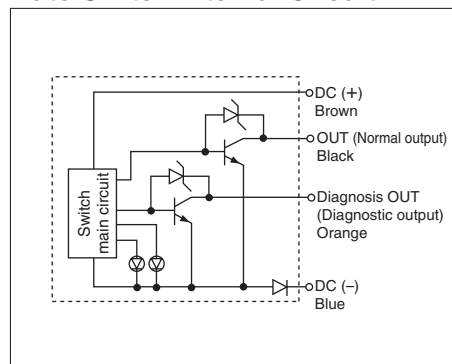 DC (+)
Brown
OUT (Normal output)
Black
Diagnosis OUT
(Diagnostic output)
Orange
Switch
main circuit
DC (–)
Blue